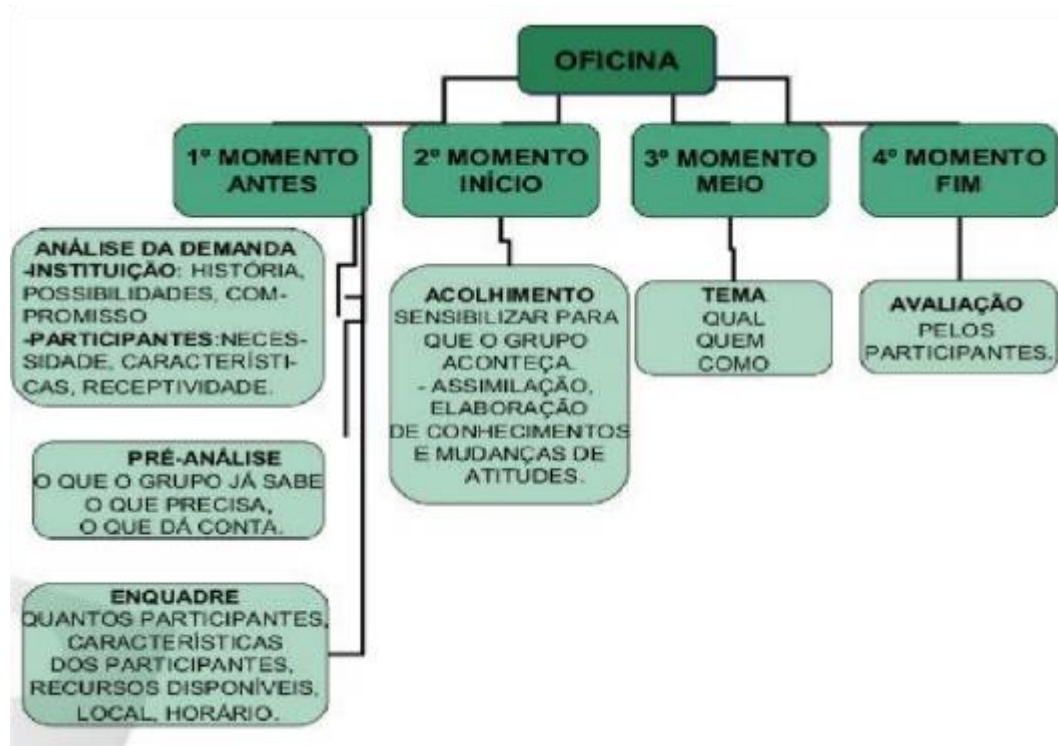 OFICINA
1º MOMENTO
ANTES
2º MOMENTO
INÍCIO
3º MOMENTO
MEIO
4º MOMENTO
FIM
ANÁLISE DA DEMANDA
-INSTITUIÇÃO: HISTÓRIA,
POSSIBILIDADES, COM-
PROMISSO
-PARTICIPANTES:NECES-
SIDADE, CARACTERÍSTI-
CAS, RECEPTIVIDADE.
PRÉ-ANÁLISE
O QUE O GRUPO JÁ SABE
O QUE PRECISA,
O QUE DÁ CONTA.
ENQUADRE
QUANTOS PARTICIPANTES,
CARACTERÍSTICAS
DOS PARTICIPANTES,
RECURSOS DISPONÍVEIS,
LOCAL, HORÁRIO.
ACOLHIMENTO
SENSIBILIZAR PARA
QUE O GRUPO
ACONTEÇA.
- ASSIMILAÇÃO,
ELABORAÇÃO
DE CONHECIMENTOS
E MUDANÇAS DE
ATITUDES.
TEMA
QUAL
QUEM
COMO
AVALIAÇÃO
PELOS
PARTICIPANTES.